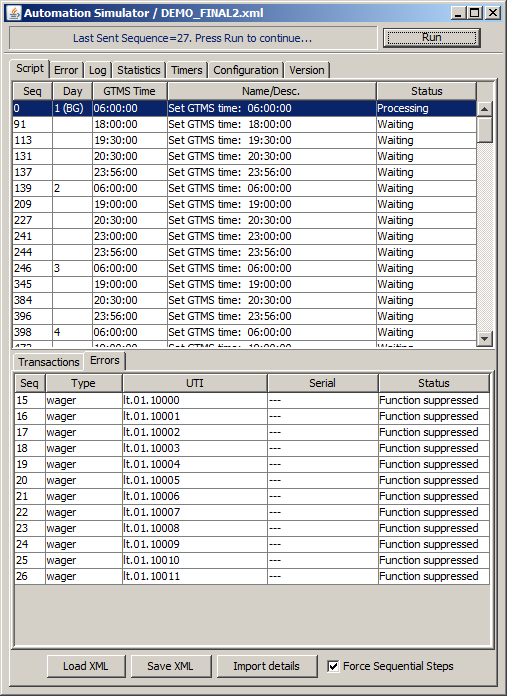 Automation Simulator / DEMO_FINAL2.xml
Last Sent Sequence=27. Press Run to continue... Run
Script Error Log Statistics Timers Configuration Version
Seq Day GTMS Time Name/Desc. Status
0 1 (BG) 06:00:00 Set GTMS time: 06:00:00 Processing
91 18:00:00 Set GTMS time: 18:00:00 Waiting
113 19:30:00 Set GTMS time: 19:30:00 Waiting
131 20:30:00 Set GTMS time: 20:30:00 Waiting
137 23:56:00 Set GTMS time: 23:56:00 Waiting
139 2 06:00:00 Set GTMS time: 06:00:00 Waiting
209 19:00:00 Set GTMS time: 19:00:00 Waiting
227 20:30:00 Set GTMS time: 20:30:00 Waiting
241 23:00:00 Set GTMS time: 23:00:00 Waiting
244 23:56:00 Set GTMS time: 23:56:00 Waiting
246 3 06:00:00 Set GTMS time: 06:00:00 Waiting
345 19:00:00 Set GTMS time: 19:00:00 Waiting
384 20:30:00 Set GTMS time: 20:30:00 Waiting
396 23:56:00 Set GTMS time: 23:56:00 Waiting
398 4 06:00:00 Set GTMS time: 06:00:00 Waiting
Transactions Errors
Seq Type UTI Serial Status
15 wager lt.01.10000 --- Function suppressed
16 wager lt.01.10001 --- Function suppressed
17 wager lt.01.10002 --- Function suppressed
18 wager lt.01.10003 --- Function suppressed
19 wager lt.01.10004 --- Function suppressed
20 wager lt.01.10005 --- Function suppressed
21 wager lt.01.10006 --- Function suppressed
22 wager lt.01.10007 --- Function suppressed
23 wager lt.01.10008 --- Function suppressed
24 wager lt.01.10009 --- Function suppressed
25 wager lt.01.10010 --- Function suppressed
26 wager lt.01.10011 --- Function suppressed
Load XML Save XML Import details Force Sequential Steps